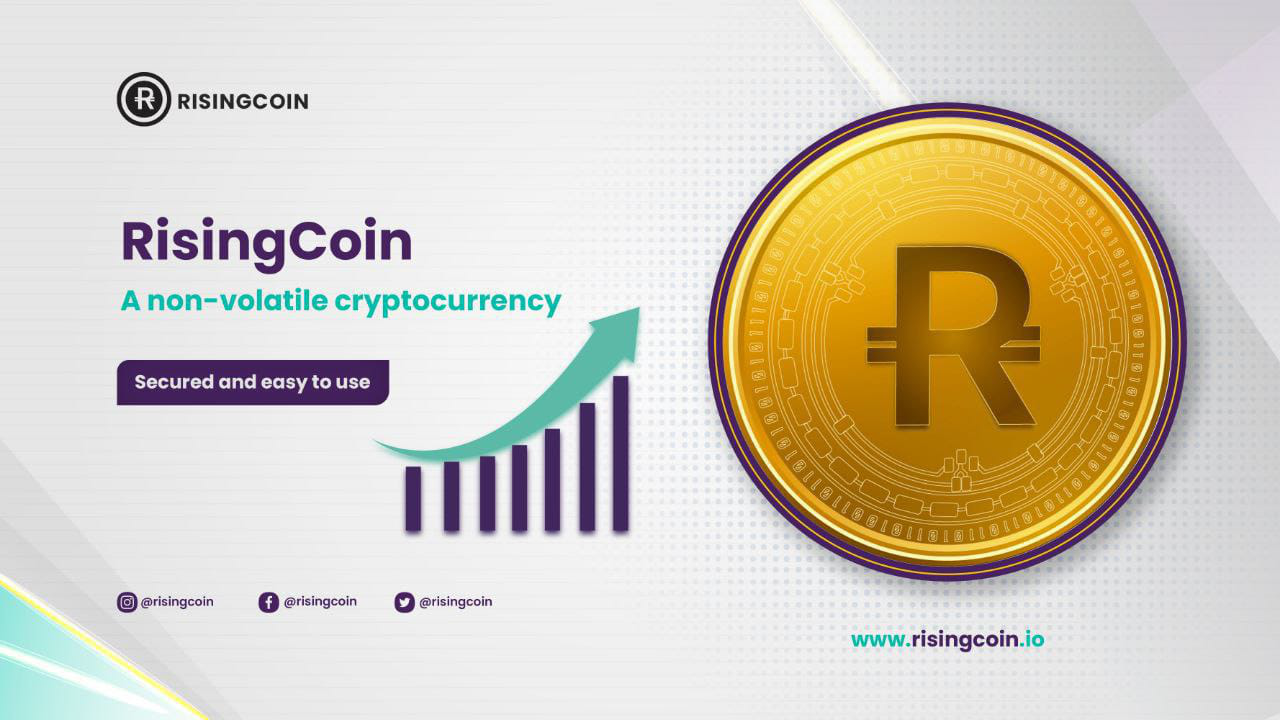 RISINGCOIN
RisingCoin
A non-volatile cryptocurrency
Secured and easy to use
@risingcoin
@risingcoin
@risingcoin
www.risingcoin.io